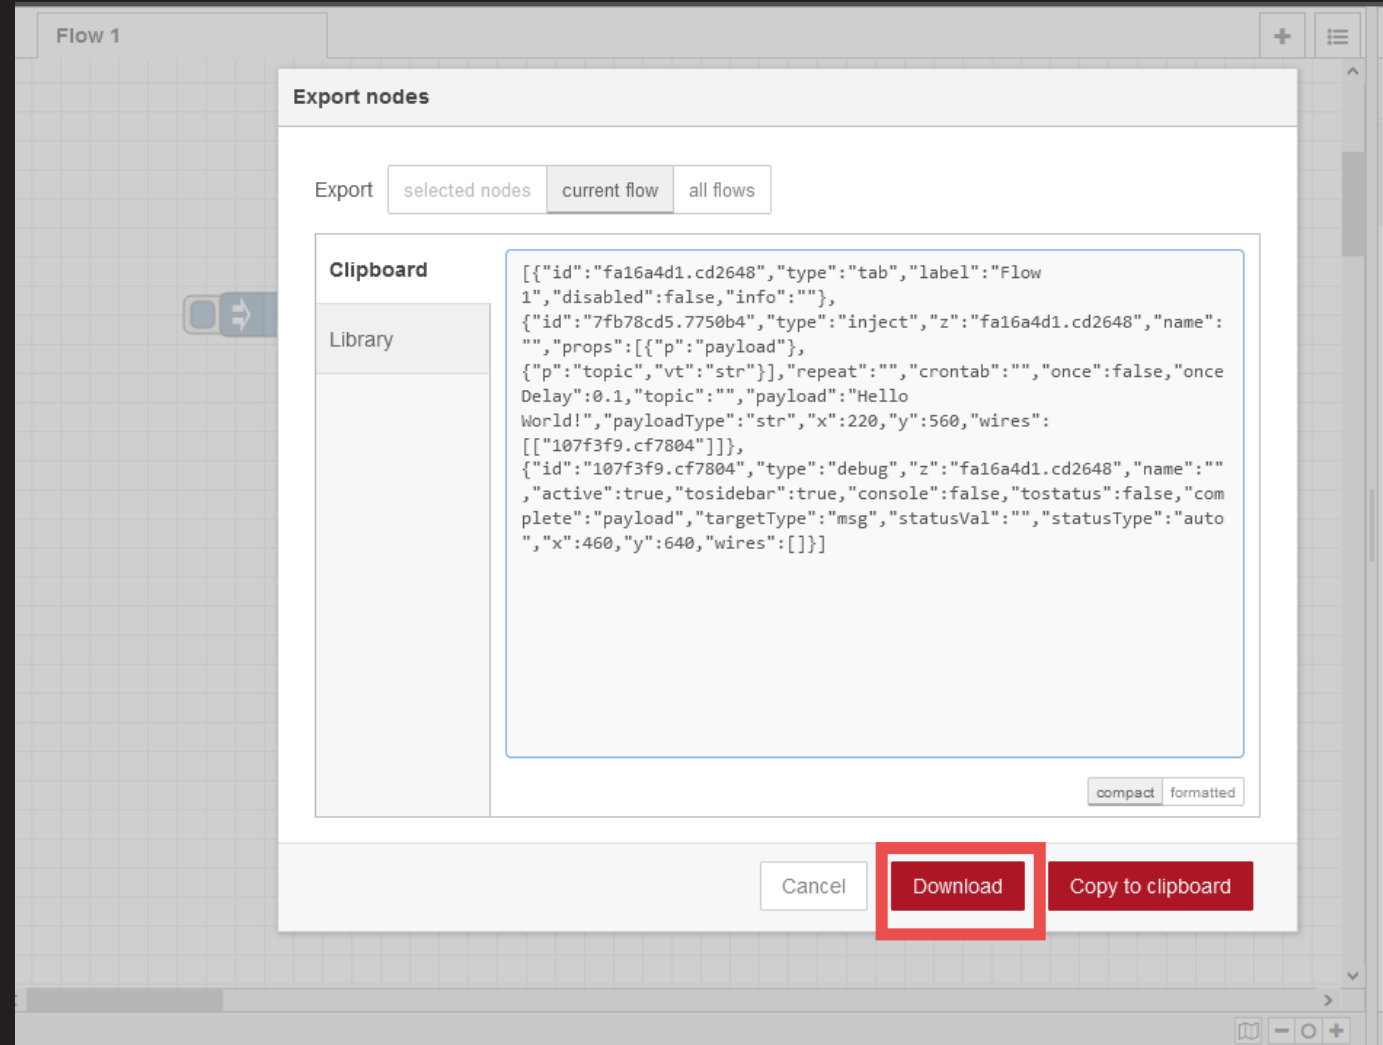 Flow 1
Export nodes
Export selected nodes current flow all flows
Clipboard
Library
[{"id":"fa16a4d1.cd2648","type":"tab","label":"Flow
1","disabled":false,"info":""},
{"id":"7fb78cd5.7750b4","type":"inject","z":"fa16a4d1.cd2648","name":
"","props":[{"p":"payload"},
{"p":"topic","vt":"str"}],"repeat":"","crontab":"","once":false,"once
Delay":0.1,"topic":"","payload":"Hello
World!","payloadType":"str","x":220,"y":560,"wires":
[["107f3f9.cf7804"]]},
{"id":"107f3f9.cf7804","type":"debug","z":"fa16a4d1.cd2648","name":""
,"active":true,"tosidebar":true,"console":false,"tostatus":false,"com
plete":"payload","targetType":"msg","statusVal":"","statusType":"auto
","x":460,"y":640,"wires":[]}]
compact formatted
Cancel Download Copy to clipboard